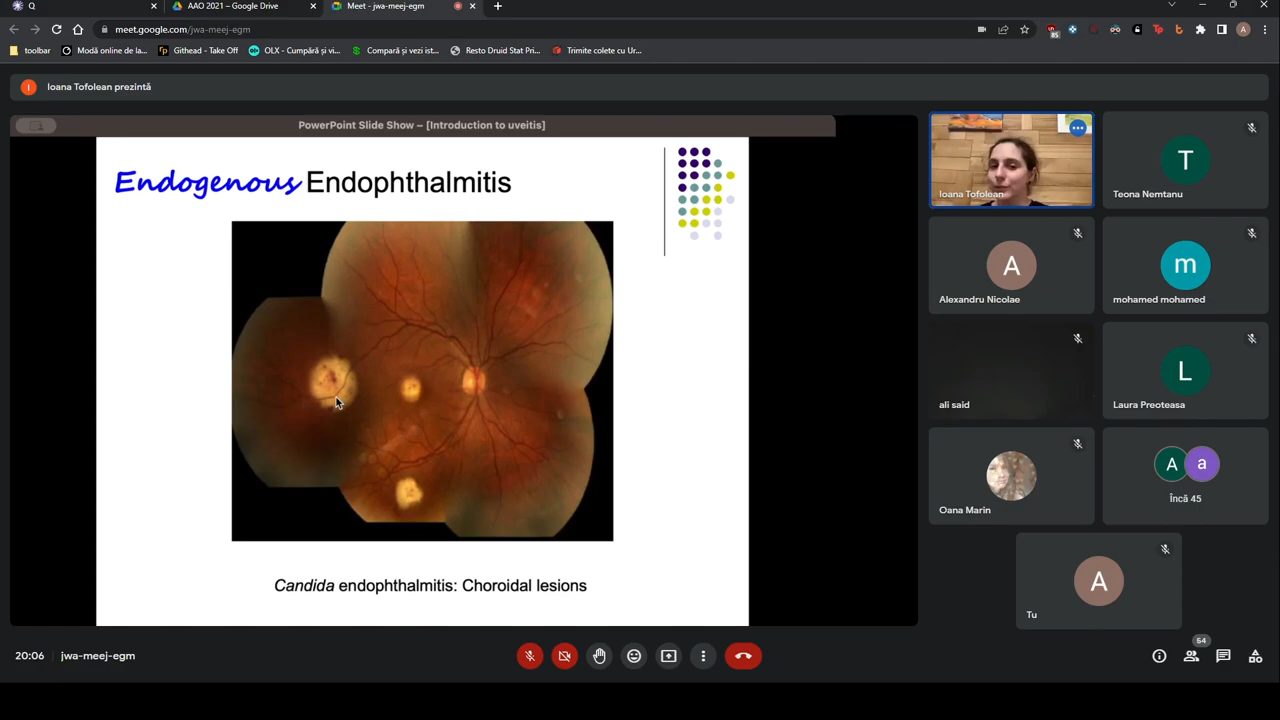 Q
AAO 2021 – Google Drive
Meet - jwa-meej-egm
meet.google.com/jwa-meej-egm
85
A
toolbar
Modă online de la...
Githead - Take Off
OLX - Cumpără și vi...
Compară și vezi ist...
Resto Druid Stat Pri...
Trimite colete cu Ur...
I
Ioana Tofolean prezintă
PowerPoint Slide Show – [Introduction to uveitis]
Endogenous Endophthalmitis
Candida endophthalmitis: Choroidal lesions
Ioana Tofolean
T
Teona Nemtanu
A
Alexandru Nicolae
m
mohamed mohamed
ali said
L
Laura Preoteasa
Oana Marin
A a
Încă 45
A
Tu
20:06 jwa-meej-egm
54